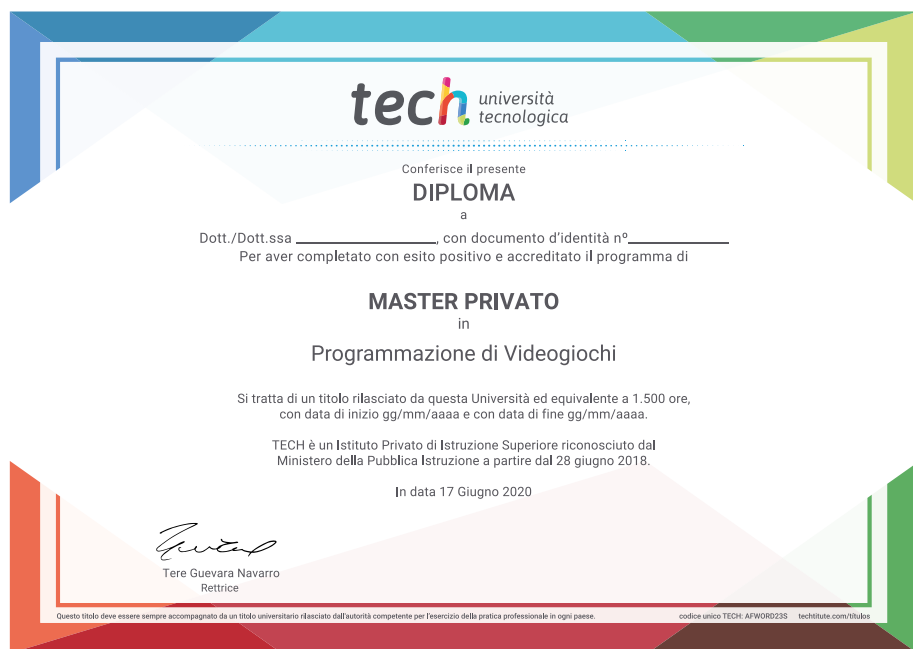 tech università
tecnologica
Conferisce il presente
DIPLOMA
a
Dott./Dott.ssa ____________, con documento d'identità nº____________
Per aver completato con esito positivo e accreditato il programma di
MASTER PRIVATO
in
Programmazione di Videogiochi
Si tratta di un titolo rilasciato da questa Università ed equivalente a 1.500 ore,
con data di inizio gg/mm/aaaa e con data di fine gg/mm/aaaa.
TECH è un Istituto Privato di Istruzione Superiore riconosciuto dal
Ministero della Pubblica Istruzione a partire dal 28 giugno 2018.
In data 17 Giugno 2020
Tere Guevara Navarro
Rettrice
Questo titolo deve essere sempre accompagnato da un titolo universitario rilasciato dall'autorità competente per l'esercizio della pratica professionale in ogni paese. codice unico TECH: AFWORD23S techtitute.com/titulos